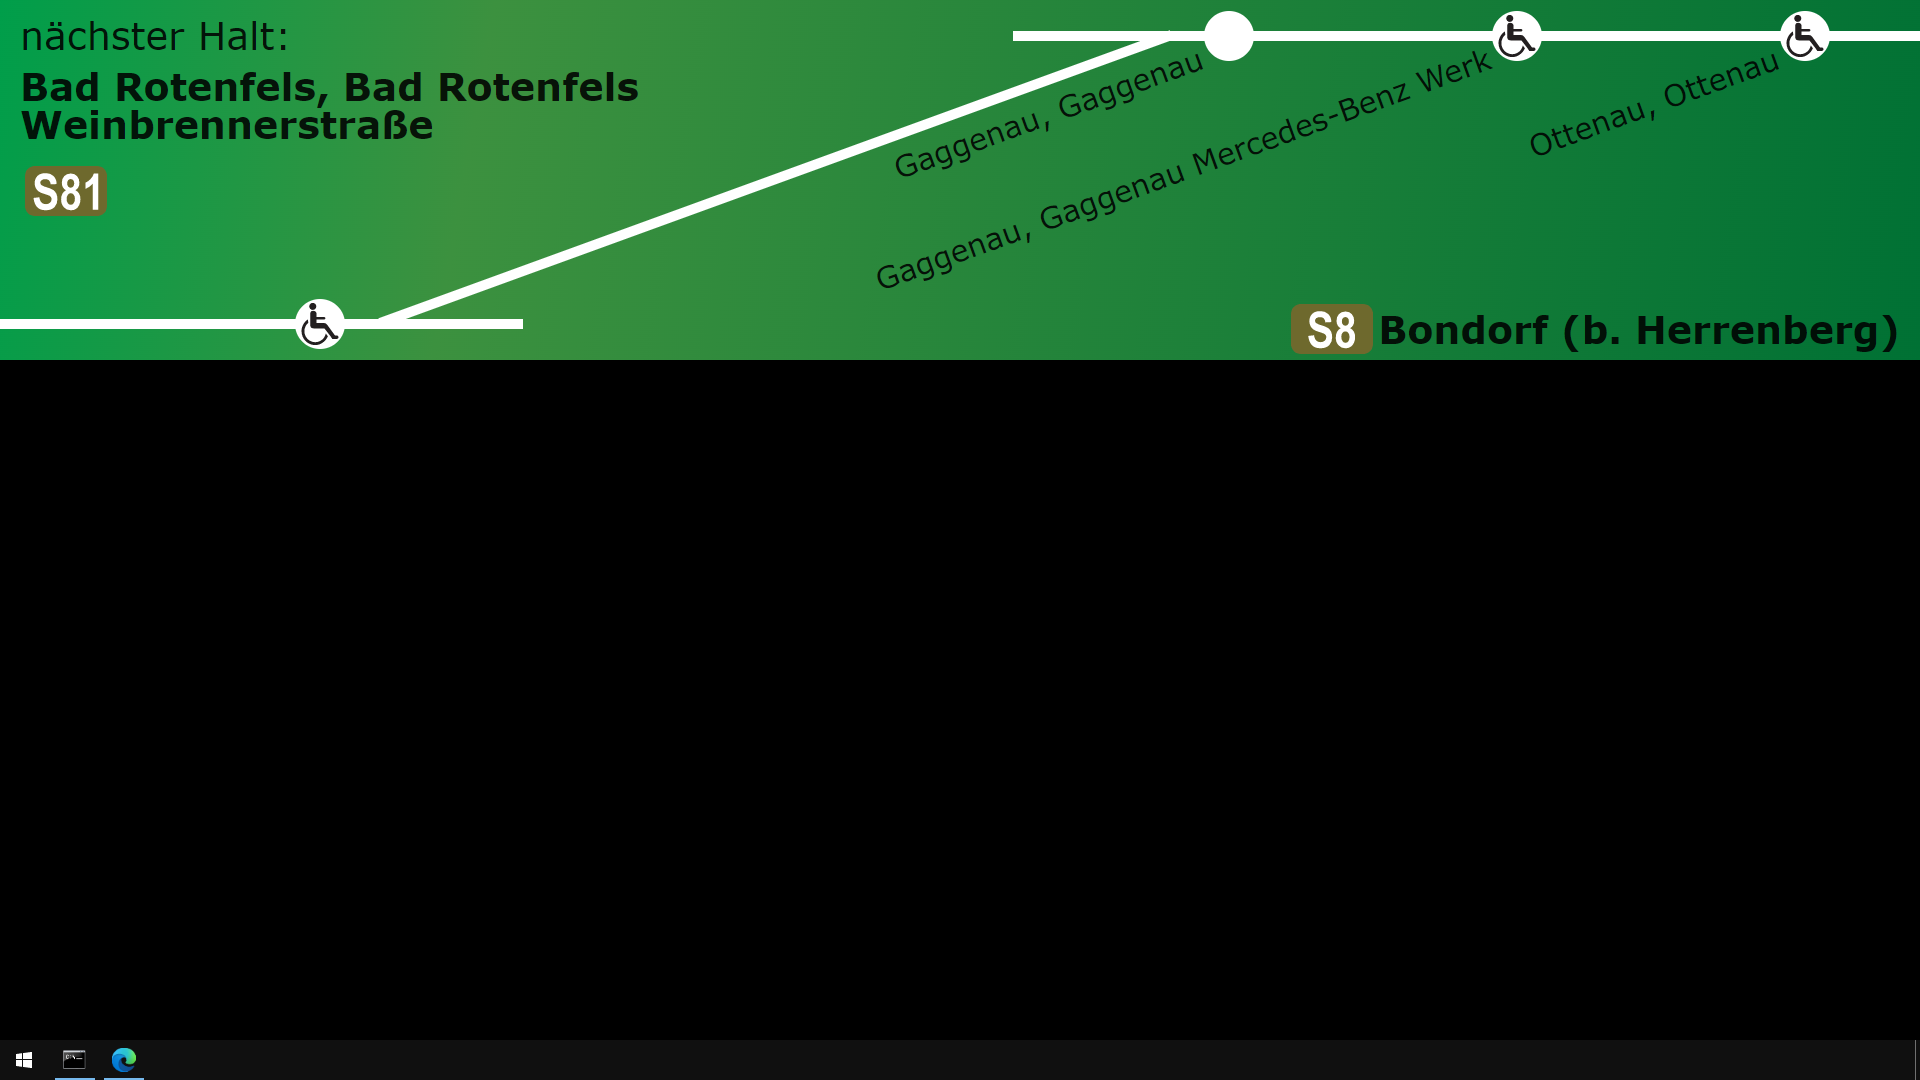 nächster Halt:
Bad Rotenfels, Bad Rotenfels
Weinbrennerstraße
S81
Gaggenau, Gaggenau
Gaggenau, Gaggenau Mercedes-Benz Werk
Ottenau, Ottenau
S8 Bondorf (b. Herrenberg)